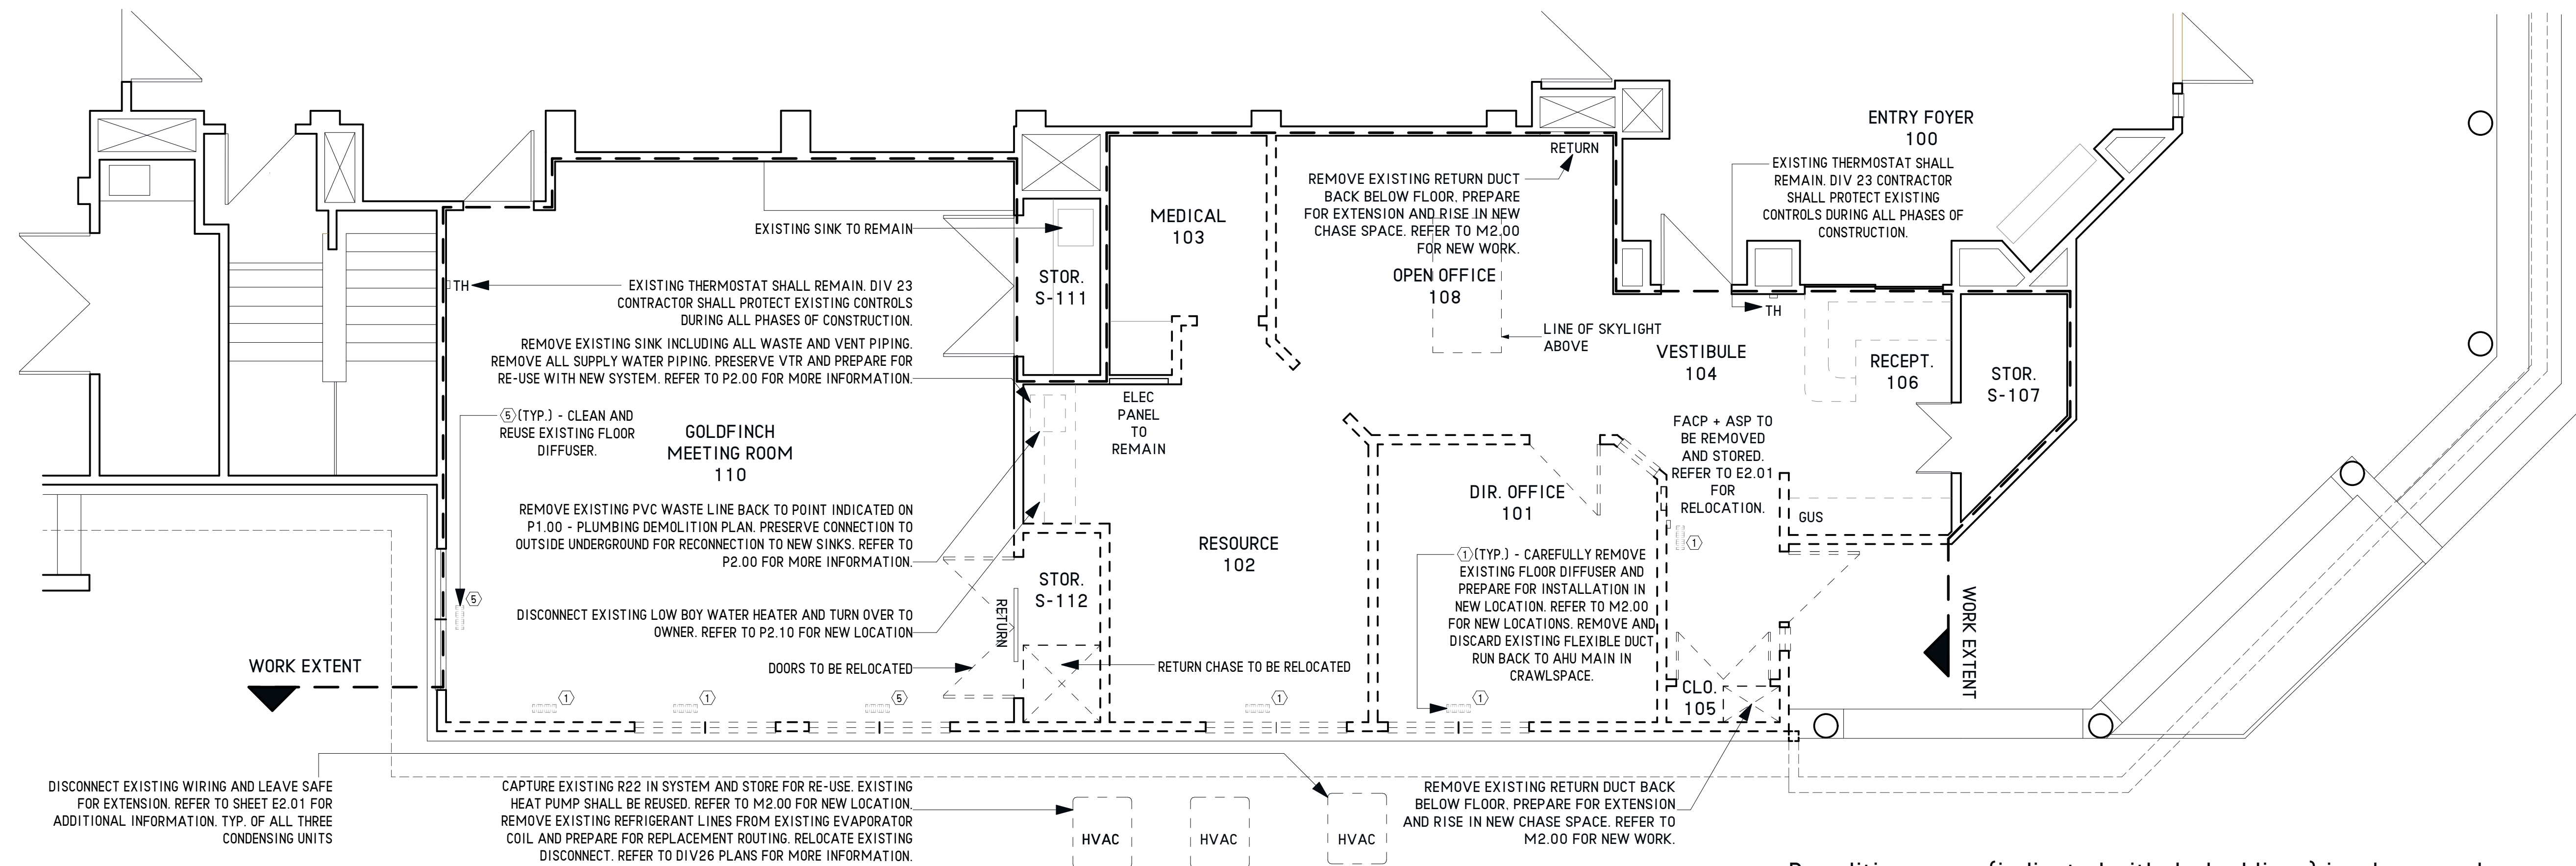 ENTRY FOYER
100
EXISTING THERMOSTAT SHALL
REMAIN. DIV 23 CONTRACTOR
SHALL PROTECT EXISTING
CONTROLS DURING ALL PHASES OF
CONSTRUCTION.
RETURN
REMOVE EXISTING RETURN DUCT
BACK BELOW FLOOR, PREPARE
FOR EXTENSION AND RISE IN NEW
CHASE SPACE. REFER TO M2.00
FOR NEW WORK.
OPEN OFFICE
108
MEDICAL
103
EXISTING SINK TO REMAIN
STOR.
S-111
TH
EXISTING THERMOSTAT SHALL REMAIN. DIV 23
CONTRACTOR SHALL PROTECT EXISTING CONTROLS
DURING ALL PHASES OF CONSTRUCTION.
REMOVE EXISTING SINK INCLUDING ALL WASTE AND VENT PIPING.
REMOVE ALL SUPPLY WATER PIPING. PRESERVE VTR AND PREPARE FOR
RE-USE WITH NEW SYSTEM. REFER TO P2.00 FOR MORE INFORMATION.
TH
LINE OF SKYLIGHT
ABOVE
VESTIBULE
104
RECEPT.
106
STOR.
S-107
ELEC
PANEL
TO
REMAIN
5 (TYP.) - CLEAN AND
REUSE EXISTING FLOOR
DIFFUSER.
GOLDFINCH
MEETING ROOM
110
FACP + ASP TO
BE REMOVED
AND STORED.
REFER TO E2.01
FOR
RELOCATION.
DIR. OFFICE
101
GUS
REMOVE EXISTING PVC WASTE LINE BACK TO POINT INDICATED ON
P1.00 - PLUMBING DEMOLITION PLAN. PRESERVE CONNECTION TO
OUTSIDE UNDERGROUND FOR RECONNECTION TO NEW SINKS. REFER TO
P2.00 FOR MORE INFORMATION.
RESOURCE
102
1
1 (TYP.) - CAREFULLY REMOVE
EXISTING FLOOR DIFFUSER AND
PREPARE FOR INSTALLATION IN
NEW LOCATION. REFER TO M2.00
FOR NEW LOCATIONS. REMOVE AND
DISCARD EXISTING FLEXIBLE DUCT
RUN BACK TO AHU MAIN IN
CRAWLSPACE.
STOR.
S-112
5
RETURN
DISCONNECT EXISTING LOW BOY WATER HEATER AND TURN OVER TO
OWNER. REFER TO P2.10 FOR NEW LOCATION
WORK EXTENT
WORK EXTENT
DOORS TO BE RELOCATED
RETURN CHASE TO BE RELOCATED
CLO.
105
1
1
5
1
1
DISCONNECT EXISTING WIRING AND LEAVE SAFE
FOR EXTENSION. REFER TO SHEET E2.01 FOR
ADDITIONAL INFORMATION. TYP. OF ALL THREE
CONDENSING UNITS
CAPTURE EXISTING R22 IN SYSTEM AND STORE FOR RE-USE. EXISTING
HEAT PUMP SHALL BE REUSED. REFER TO M2.00 FOR NEW LOCATION.
REMOVE EXISTING REFRIGERANT LINES FROM EXISTING EVAPORATOR
COIL AND PREPARE FOR REPLACEMENT ROUTING. RELOCATE EXISTING
DISCONNECT. REFER TO DIV26 PLANS FOR MORE INFORMATION.
HVAC
HVAC
HVAC
REMOVE EXISTING RETURN DUCT BACK
BELOW FLOOR, PREPARE FOR EXTENSION
AND RISE IN NEW CHASE SPACE. REFER TO
M2.00 FOR NEW WORK.